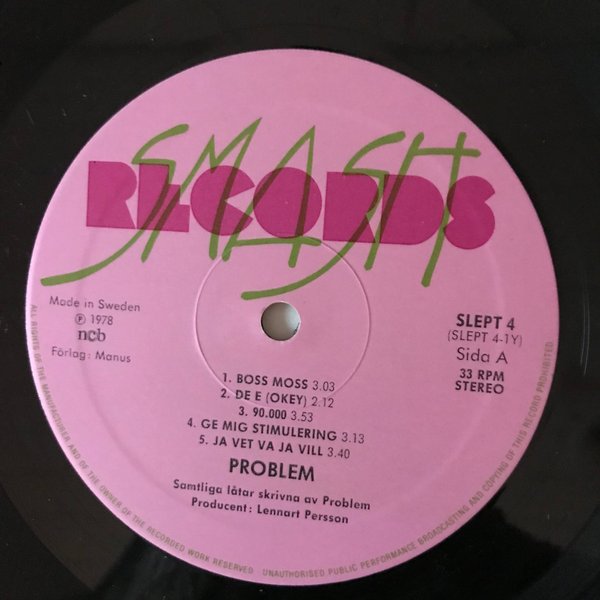 SMASH
RECORDS
Made in Sweden
℗ 1978
ncb
Förlag: Manus
SLEPT 4
(SLEPT 4-1Y)
Sida A
33 RPM
STEREO
1. BOSS MOSS 3.03
2. DE E (OKEY) 2.12
3. 90.000 3.53
4. GE MIG STIMULERING 3.13
5. JA VET VA JA VILL 3.40
PROBLEM
Samtliga låtar skrivna av Problem
Producent: Lennart Persson
ALL RIGHTS OF THE MANUFACTURER AND OF THE OWNER OF THE RECORDED WORK RESERVED UNAUTHORISED PUBLIC PERFORMANCE BROADCASTING AND COPYING OF THIS RECORD PROHIBITED